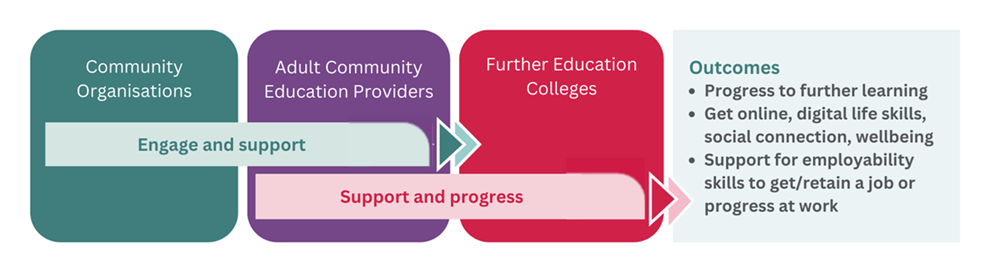 Community
Organisations
Adult Community
Education Providers
Further Education
Colleges
Engage and support
Support and progress
Outcomes
• Progress to further learning
• Get online, digital life skills,
social connection, wellbeing
• Support for employability
skills to get/retain a job or
progress at work